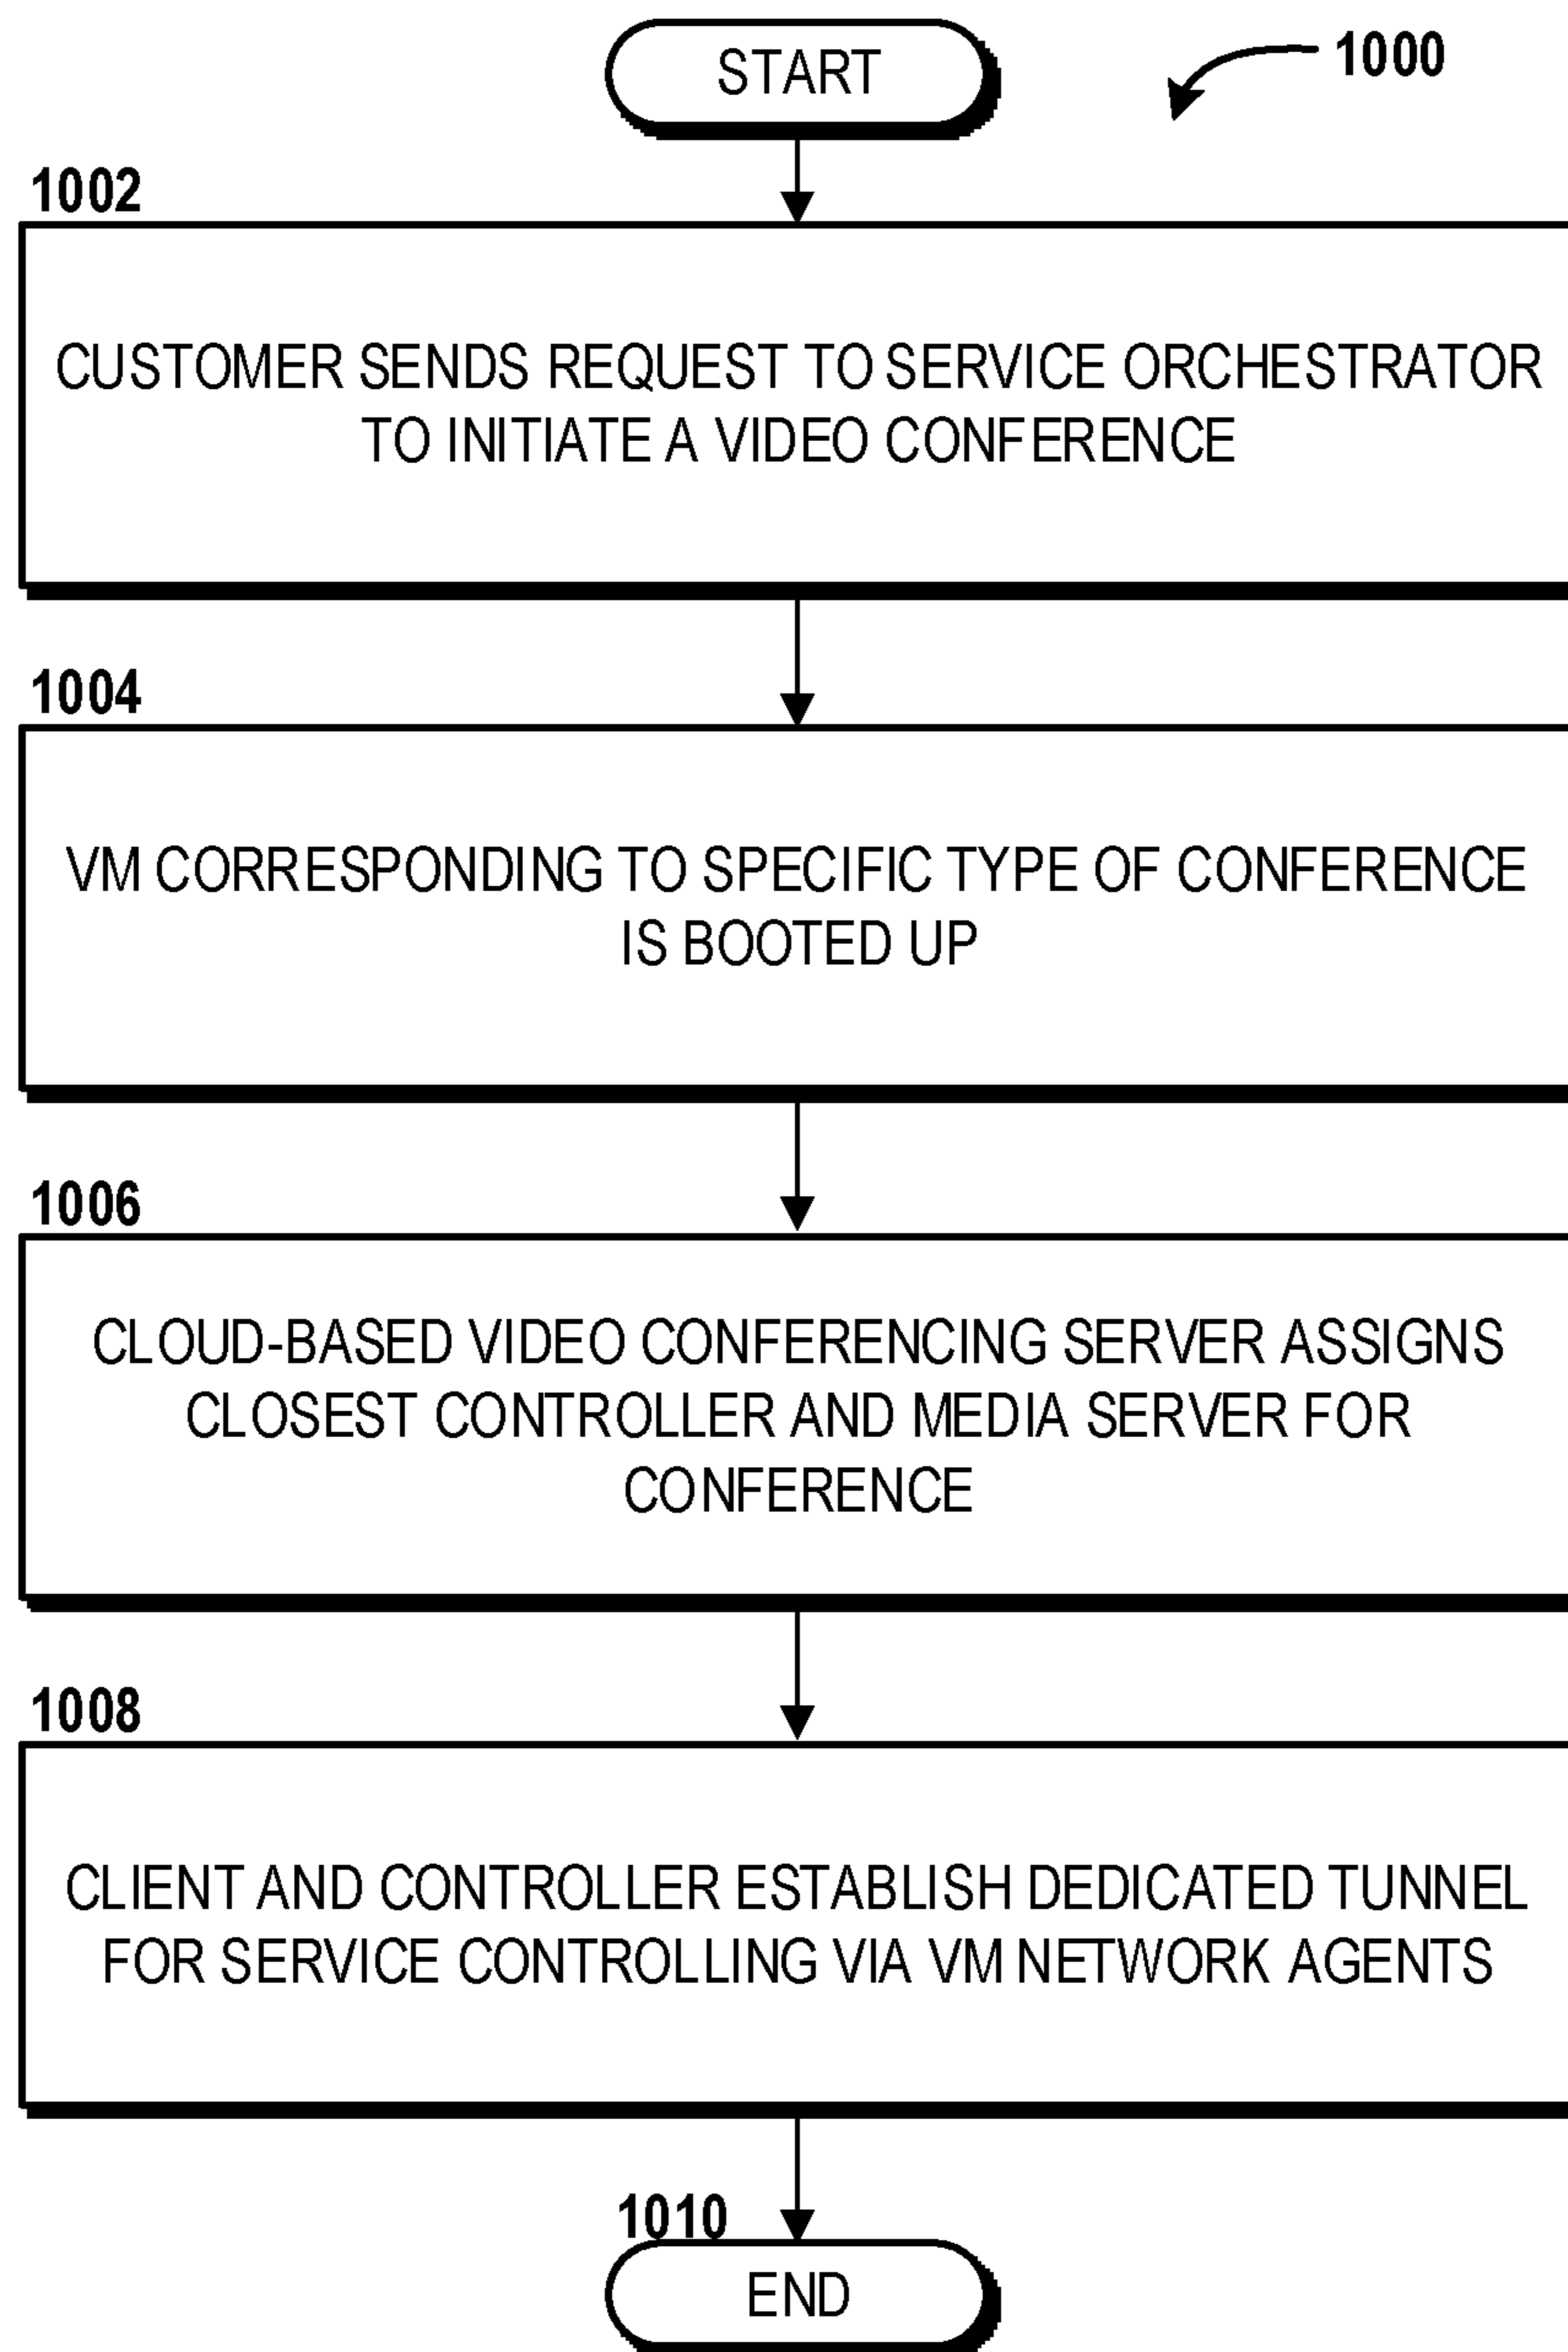 START
1000
1002
CUSTOMER SENDS REQUEST TO SERVICE ORCHESTRATOR
TO INITIATE A VIDEO CONFERENCE
1004
VM CORRESPONDING TO SPECIFIC TYPE OF CONFERENCE
IS BOOTED UP
1006
CLOUD-BASED VIDEO CONFERENCING SERVER ASSIGNS
CLOSEST CONTROLLER AND MEDIA SERVER FOR
CONFERENCE
1008
CLIENT AND CONTROLLER ESTABLISH DEDICATED TUNNEL
FOR SERVICE CONTROLLING VIA VM NETWORK AGENTS
1010
END